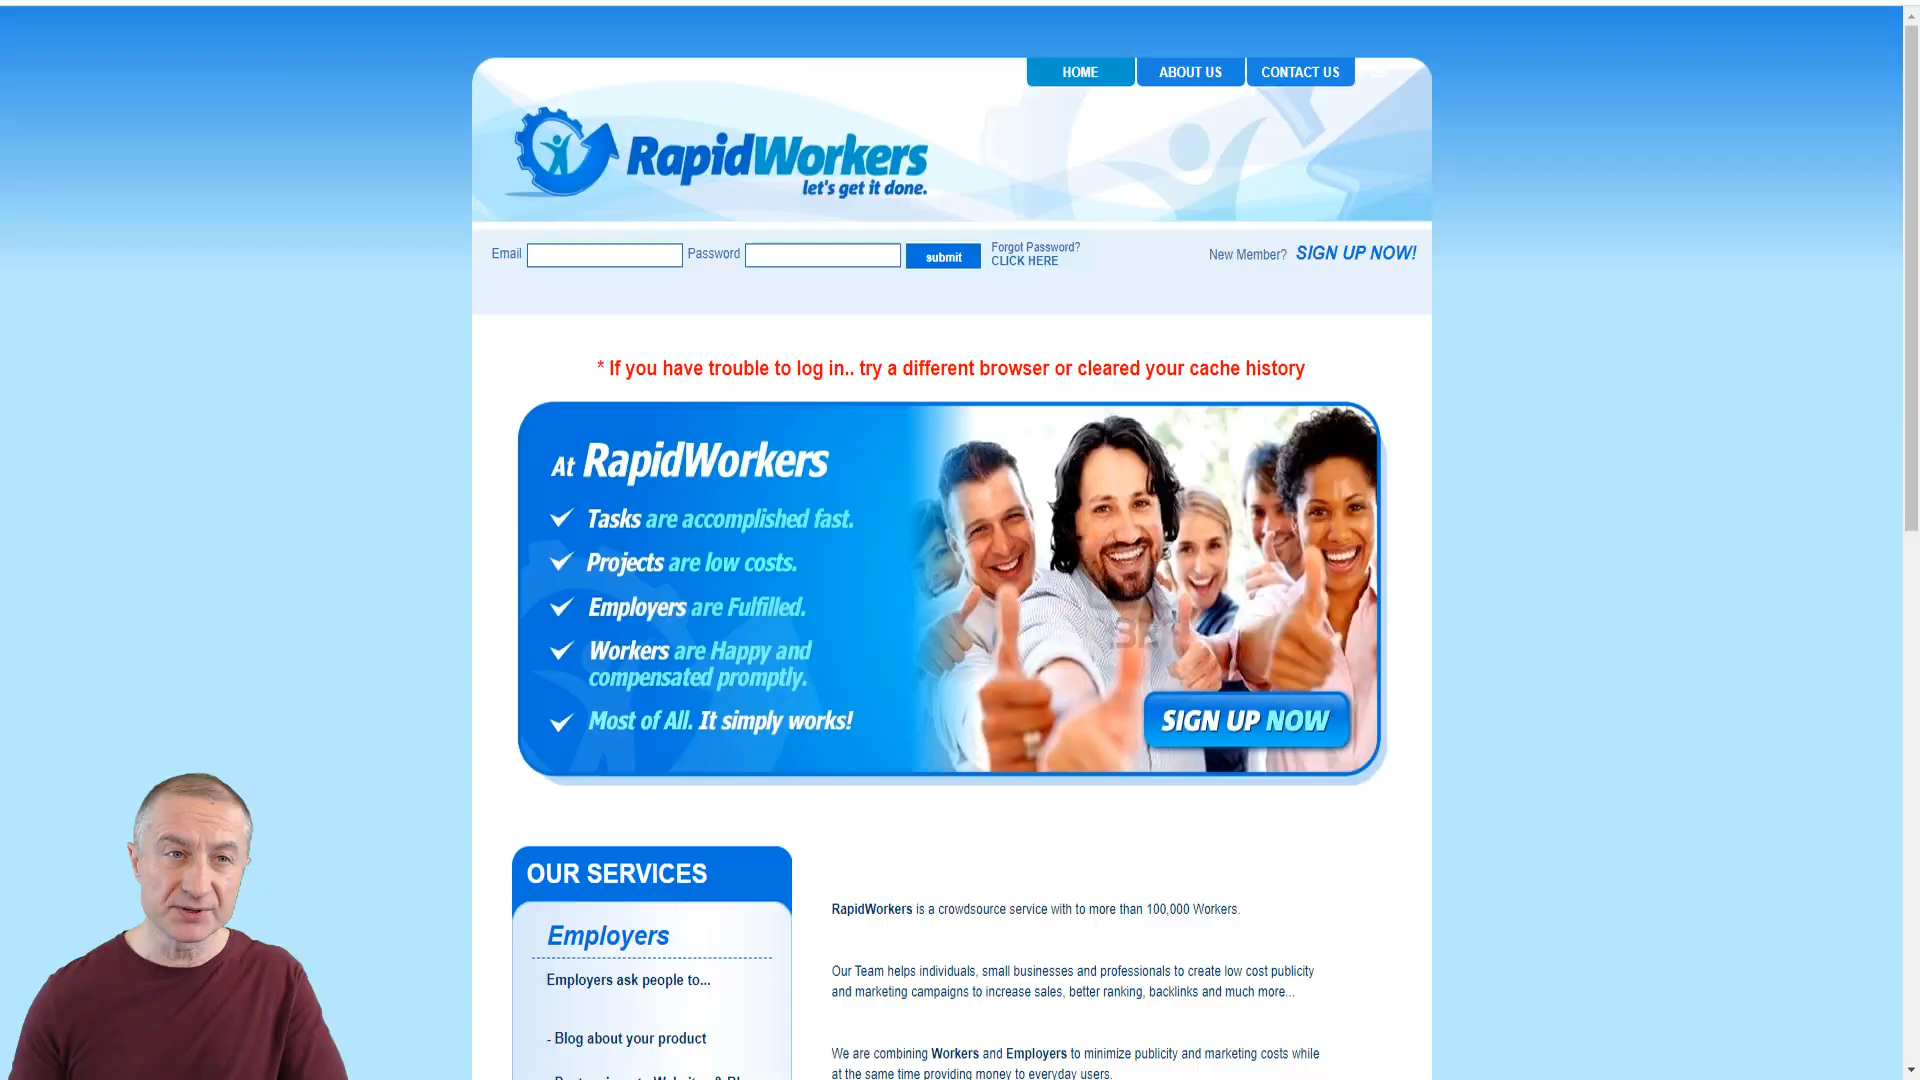 HOME
ABOUT US
CONTACT US
RapidWorkers
let's get it done.
Email
Password
submit
Forgot Password?
CLICK HERE
New Member? SIGN UP NOW!
* If you have trouble to log in.. try a different browser or cleared your cache history
At RapidWorkers
Tasks are accomplished fast.
Projects are low costs.
Employers are Fulfilled.
Workers are Happy and
compensated promptly.
Most of All. It simply works!
SIGN UP NOW
OUR SERVICES
Employers
Employers ask people to...
- Blog about your product
RapidWorkers is a crowdsource service with to more than 100,000 Workers.
Our Team helps individuals, small businesses and professionals to create low cost publicity
and marketing campaigns to increase sales, better ranking, backlinks and much more...
We are combining Workers and Employers to minimize publicity and marketing costs while
at the same time providing money to everyday users.